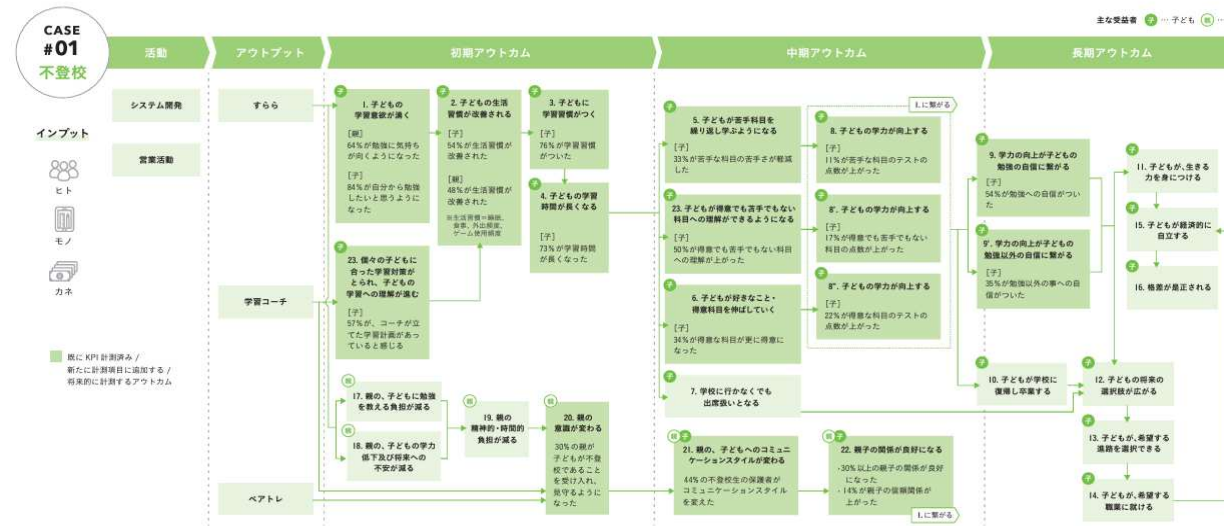 CASE
#01
不登校
主な受益者 子 … 子ども 親 …
活動
アウトプット
初期アウトカム
中期アウトカム
長期アウトカム
インプット
ヒト
モノ
カネ
既に KPI 計測済み /
新たに計測項目に追加する /
将来的に計測するアウトカム
システム開発
営業活動
すらら
学習コーチ
ペアトレ
子
1. 子どもの
学習意欲が湧く
[親]
64%が勉強に気持ち
が向くようになった
[子]
84%が自分から勉強
したいと思うように
なった
子
2. 子どもの生活
習慣が改善される
[子]
54%が生活習慣が
改善された
[親]
48%が生活習慣が
改善された
※生活習慣=睡眠、
食事、外出頻度、
ゲーム使用頻度
子
3. 子どもに
学習習慣がつく
[子]
76%が学習習慣
がついた
子
4. 子どもの学習
時間が長くなる
[子]
73%が学習時間
が長くなった
子
23. 個々の子どもに
合った学習対策が
とられ、子どもの
学習への理解が進む
[子]
57%が、コーチが立
てた学習計画があっ
ていると感じる
親
17. 親の、子どもに勉強
を教える負担が減る
親
18. 親の、子どもの学力
低下及び将来への
不安が減る
親
19. 親の
精神的・時間的
負担が減る
親
20. 親の
意識が変わる
30%の親が
子どもが不登
校であること
を受け入れ、
見守るように
なった
子
5. 子どもが苦手科目を
繰り返し学ぶようになる
[子]
33%が苦手な科目の苦手さが軽減
した
子
23. 子どもが得意でも苦手でもない
科目への理解ができるようになる
[子]
50%が得意でも苦手でもない科目
への理解が上がった
子
6. 子どもが好きなこと・
得意科目を伸ばしていく
[子]
34%が得意な科目が更に得意に
なった
子
7. 学校に行かなくても
出席扱いとなる
親 子
21. 親の、子どもへのコミュニ
ケーションスタイルが変わる
44%の不登校生の保護者が
コミュニケーションスタイル
を変えた
1.に繋がる
子
8. 子どもの学力が向上する
[子]
11%が苦手な科目のテストの
点数が上がった
子
8'. 子どもの学力が向上する
[子]
17%が得意でも苦手でもない
科目の点数が上がった
子
8". 子どもの学力が向上する
[子]
22%が得意な科目のテストの
点数が上がった
親 子
22. 親子の関係が良好になる
・30%以上の親子の関係が良好
になった
・14%が親子の信頼関係が
上がった
1.に繋がる
子
9. 学力の向上が子どもの
勉強の自信に繋がる
[子]
54%が勉強への自信がつい
た
子
9'. 学力の向上が子どもの
勉強以外の自信に繋がる
[子]
35%が勉強以外の事への自
信がついた
子
10. 子どもが学校に
復帰し卒業する
子
11. 子どもが、生きる
力を身につける
子
15. 子どもが経済的に
自立する
子
16. 格差が是正される
子
12. 子どもの将来の
選択肢が広がる
子
13. 子どもが、希望する
進路を選択できる
子
14. 子どもが、希望する
職業に就ける